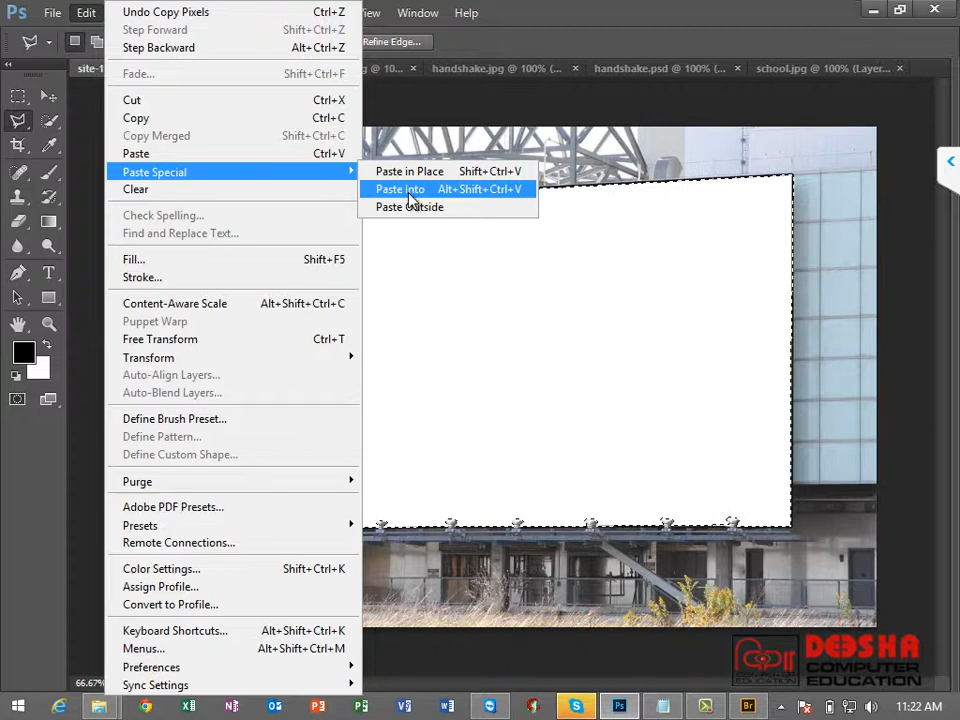 Ps File Edit View Window Help
Refine Edge...
site-1 g @ 10... × handshake.jpg @ 100% (... × handshake.psd @ 100% (... × school.jpg @ 100% (Layer... ×
Undo Copy Pixels Ctrl+Z
Step Forward Shift+Ctrl+Z
Step Backward Alt+Ctrl+Z
Fade... Shift+Ctrl+F
Cut Ctrl+X
Copy Ctrl+C
Copy Merged Shift+Ctrl+C
Paste Ctrl+V
Paste Special
Clear
Paste in Place Shift+Ctrl+V
Paste Into Alt+Shift+Ctrl+V
Paste Outside
Check Spelling...
Find and Replace Text...
Fill... Shift+F5
Stroke...
Content-Aware Scale Alt+Shift+Ctrl+C
Puppet Warp
Free Transform Ctrl+T
Transform
Auto-Align Layers...
Auto-Blend Layers...
Define Brush Preset...
Define Pattern...
Define Custom Shape...
Purge
Adobe PDF Presets...
Presets
Remote Connections...
Color Settings... Shift+Ctrl+K
Assign Profile...
Convert to Profile...
Keyboard Shortcuts... Alt+Shift+Ctrl+K
Menus... Alt+Shift+Ctrl+M
Preferences
Sync Settings
66.67%
DEOSHA
COMPUTER
EDUCATION
11:22 AM